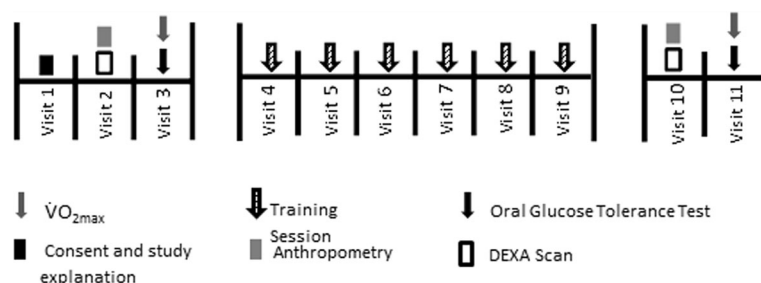 Visit 1
Visit 2
Visit 3
Visit 4
Visit 5
Visit 6
Visit 7
Visit 8
Visit 9
Visit 10
Visit 11
V̇O2max
Training
Session
Oral Glucose Tolerance Test
Consent and study
explanation
Anthropometry
DEXA Scan